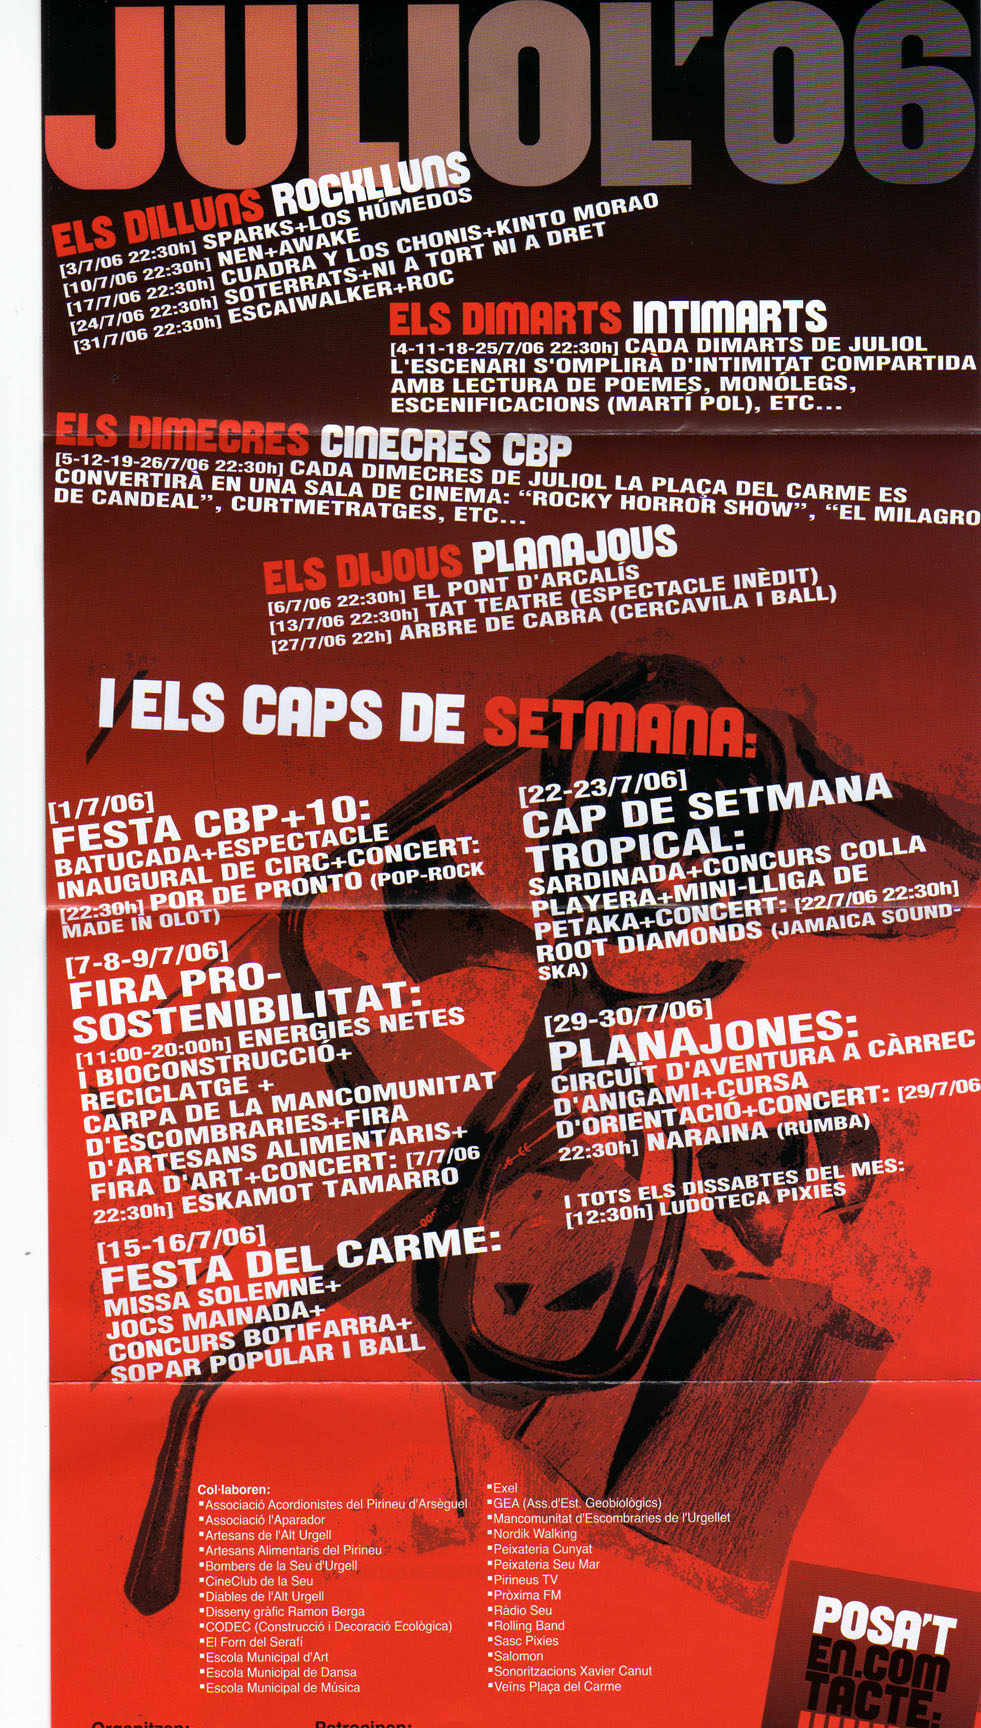 JULIOL'06
ELS DILLUNS ROCKLLUNS
[3/7/06 22:30h] SPARKS+LOS HÚMEDOS
[10/7/06 22:30h] NEN+AWAKE
[17/7/06 22:30h] CUADRA Y LOS CHONIS+KINTO MORAO
[24/7/06 22:30h] SOTERRATS+NI A TORT NI A DRET
[31/7/06 22:30h] ESCAIWALKER+ROC
ELS DIMARTS INTIMARTS
[4-11-18-25/7/06 22:30h] CADA DIMARTS DE JULIOL
L'ESCENARI S'OMPLIRÀ D'INTIMITAT COMPARTIDA
AMB LECTURA DE POEMES, MONÓLEGS,
ESCENIFICACIONS (MARTÍ POL), ETC...
ELS DIMECRES CINECRES CBP
[5-12-19-26/7/06 22:30h] CADA DIMECRES DE JULIOL LA PLAÇA DEL CARME ES
CONVERTIRÀ EN UNA SALA DE CINEMA: “ROCKY HORROR SHOW”, “EL MILAGRO
DE CANDEAL”, CURTMETRATGES, ETC...
ELS DIJOUS PLANAJOUS
[6/7/06 22:30h] EL PONT D'ARCALÍS
[13/7/06 22:30h] TAT TEATRE (ESPECTACLE INÈDIT)
[27/7/06 22h] ARBRE DE CABRA (CERCAVILA I BALL)
I ELS CAPS DE SETMANA:
[1/7/06]
FESTA CBP+10:
BATUCADA+ESPECTACLE
INAUGURAL DE CIRC+CONCERT:
[22:30h] POR DE PRONTO (POP-ROCK
MADE IN OLOT)
[7-8-9/7/06]
FIRA PRO-
SOSTENIBILITAT:
[11:00-20:00h] ENERGIES NETES
I BIOCONSTRUCCIÓ+
RECICLATGE +
CARPA DE LA MANCOMUNITAT
D'ESCOMBRARIES+FIRA
D'ARTESANS ALIMENTARIS+
FIRA D'ART+CONCERT: [7/7/06
22:30h] ESKAMOT TAMARRO
[15-16/7/06]
FESTA DEL CARME:
MISSA SOLEMNE+
JOCS MAINADA+
CONCURS BOTIFARRA+
SOPAR POPULAR I BALL
[22-23/7/06]
CAP DE SETMANA
TROPICAL:
SARDINADA+CONCURS COLLA
PLAYERA+MINI-LLIGA DE
PETAKA+CONCERT: [22/7/06 22:30h]
ROOT DIAMONDS (JAMAICA SOUND-
SKA)
[29-30/7/06]
PLANAJONES:
CIRCUÏT D'AVENTURA A CÀRREC
D'ANIGAMI+CURSA
D'ORIENTACIÓ+CONCERT: [29/7/06
22:30h] NARAINA (RUMBA)
I TOTS ELS DISSABTES DEL MES:
[12:30h] LUDOTECA PIXIES
Col·laboren:
▪Associació Acordionistes del Pirineu d'Arsèguel
▪Associació l'Aparador
▪Artesans de l'Alt Urgell
▪Artesans Alimentaris del Pirineu
▪Bombers de la Seu d'Urgell
▪CineClub de la Seu
▪Diables de l'Alt Urgell
▪Disseny gràfic Ramon Berga
▪CODEC (Construcció i Decoració Ecològica)
▪El Forn del Serafí
▪Escola Municipal d'Art
▪Escola Municipal de Dansa
▪Escola Municipal de Música
▪Exel
▪GEA (Ass.d'Est. Geobiològics)
▪Mancomunitat d'Escombraries de l'Urgellet
▪Nordik Walking
▪Peixateria Cunyat
▪Peixateria Seu Mar
▪Pirineus TV
▪Pròxima FM
▪Ràdio Seu
▪Rolling Band
▪Sasc Pixies
▪Salomon
▪Sonoritzacions Xavier Canut
▪Veïns Plaça del Carme
POSA'T
EN.COM
TACTE:
Organitzen:
Patrocinen: